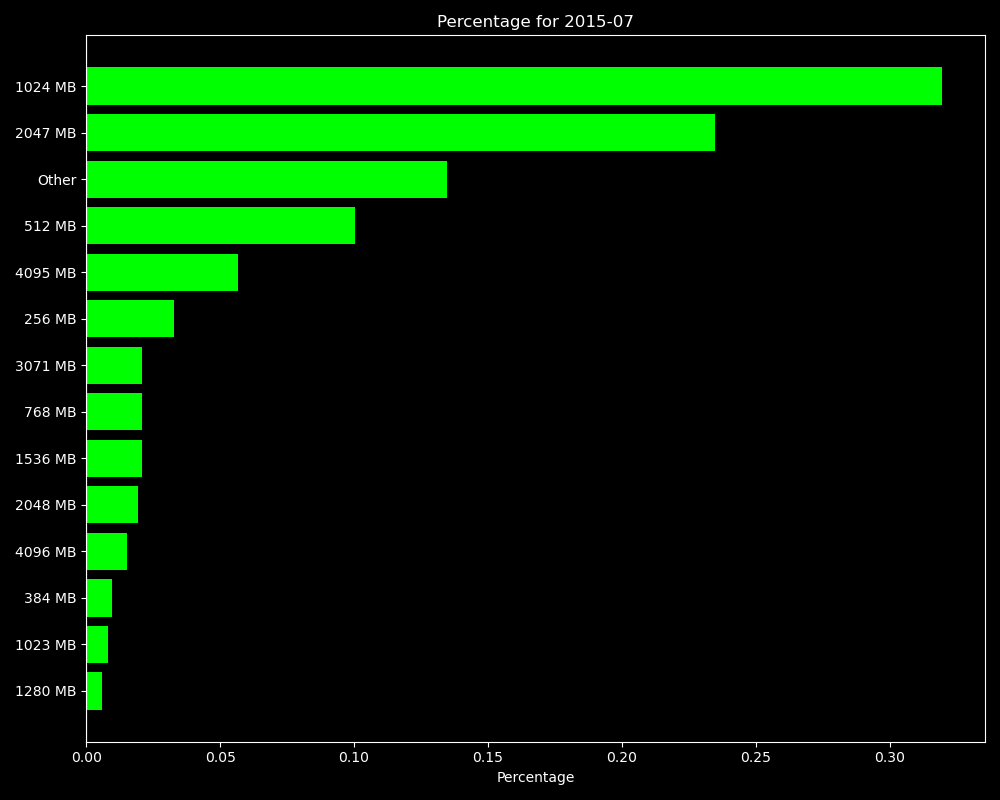 Percentage for 2015-07
1024 MB
2047 MB
Other
512 MB
4095 MB
256 MB
3071 MB
768 MB
1536 MB
2048 MB
4096 MB
384 MB
1023 MB
1280 MB
0.00 0.05 0.10 0.15 0.20 0.25 0.30
Percentage